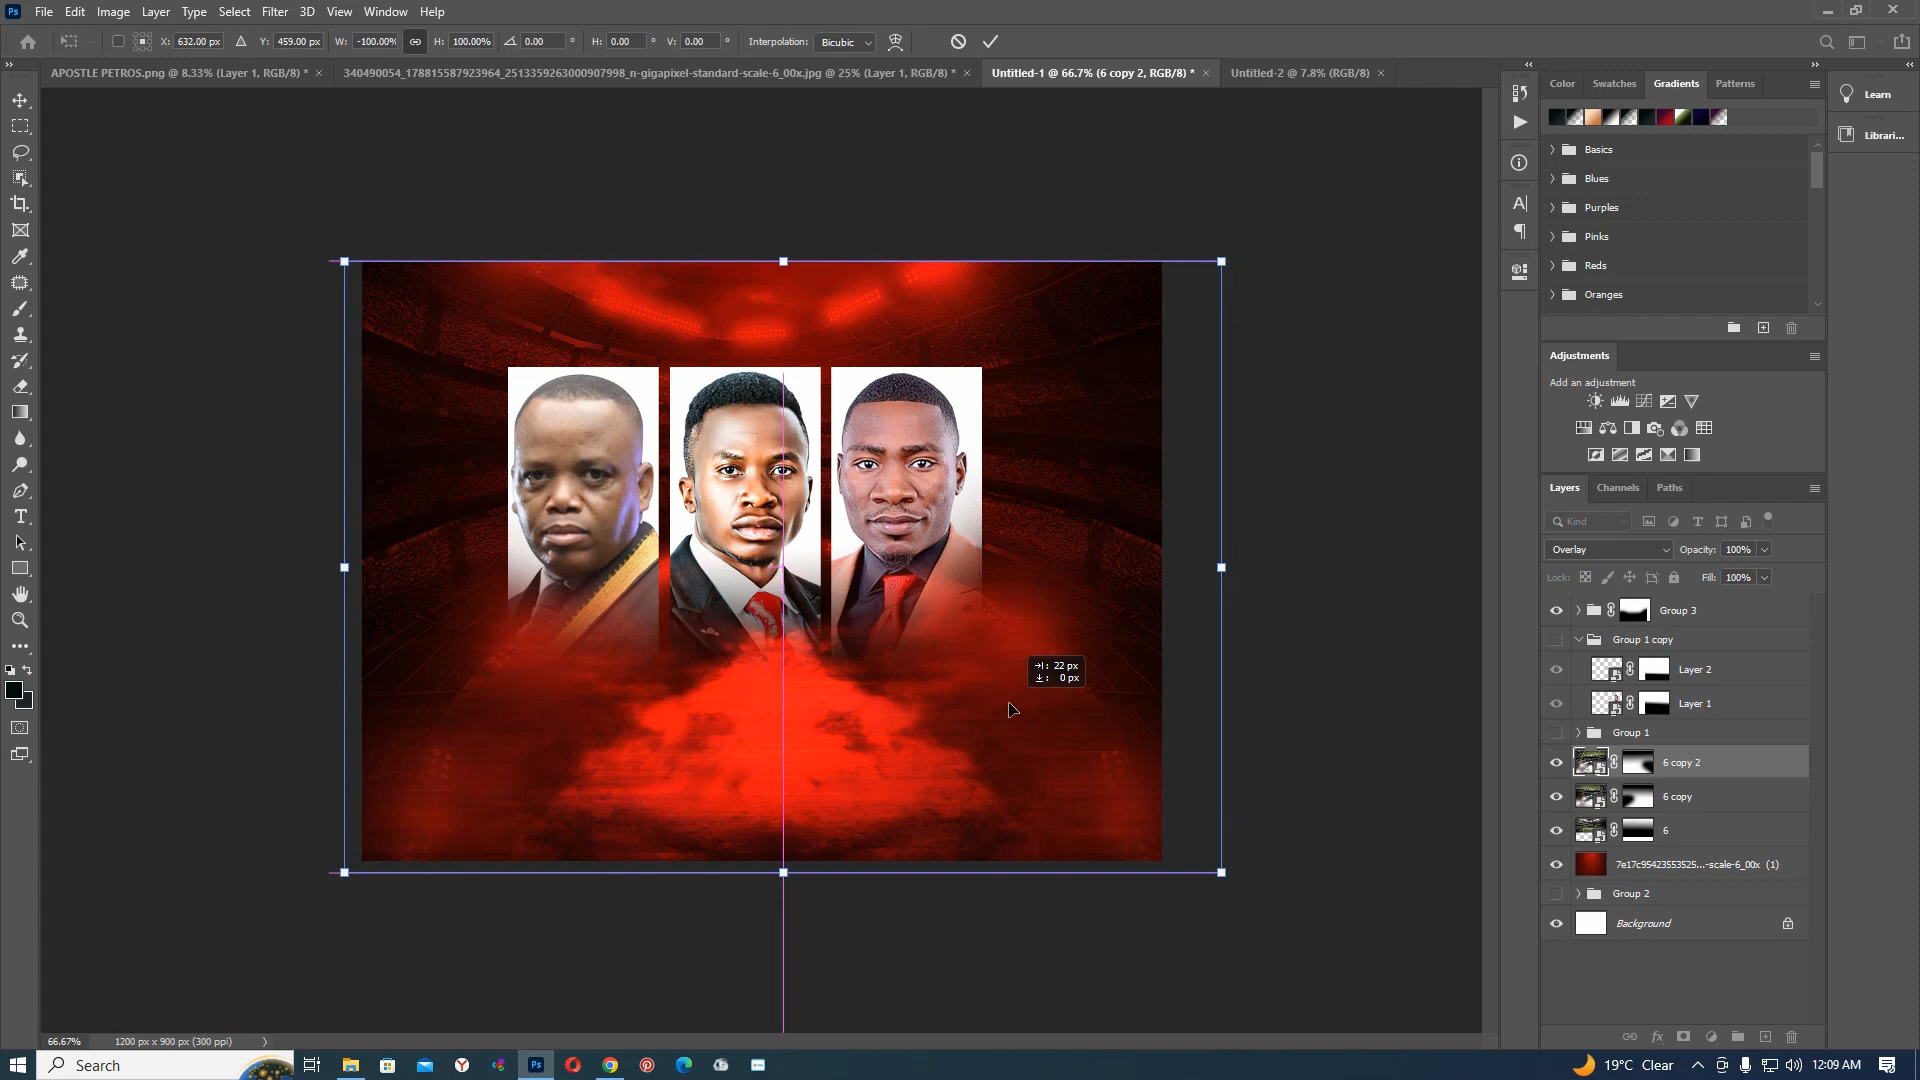 Ps File Edit Image Layer Type Select Filter 3D View Window Help
X: 632.00 px Y: 459.00 px W: -100.00% H: 100.00% 0.00 ° H: 0.00 ° V: 0.00 ° Interpolation: Bicubic
APOSTLE PETROS.png @ 8.33% (Layer 1, RGB/8) * × 340490054_178815587923964_2513359263000907998_n-gigapixel-standard-scale-6_00x.jpg @ 25% (Layer 1, RGB/8) * × Untitled-1 @ 66.7% (6 copy 2, RGB/8) * × Untitled-2 @ 7.8% (RGB/8) ×
Color Swatches Gradients Patterns
Learn
Librari...
Basics
Blues
Purples
Pinks
Reds
Oranges
Adjustments
Add an adjustment
Layers Channels Paths
Kind
Overlay Opacity: 100%
Lock: Fill: 100%
Group 3
Group 1 copy
Layer 2
Layer 1
Group 1
6 copy 2
6 copy
6
7e17c95423553525...-scale-6_00x (1)
Group 2
Background
: 22 px
: 0 px
fx
66.67% 1200 px x 900 px (300 ppi)
Search
Ps
19°C Clear
12:09 AM